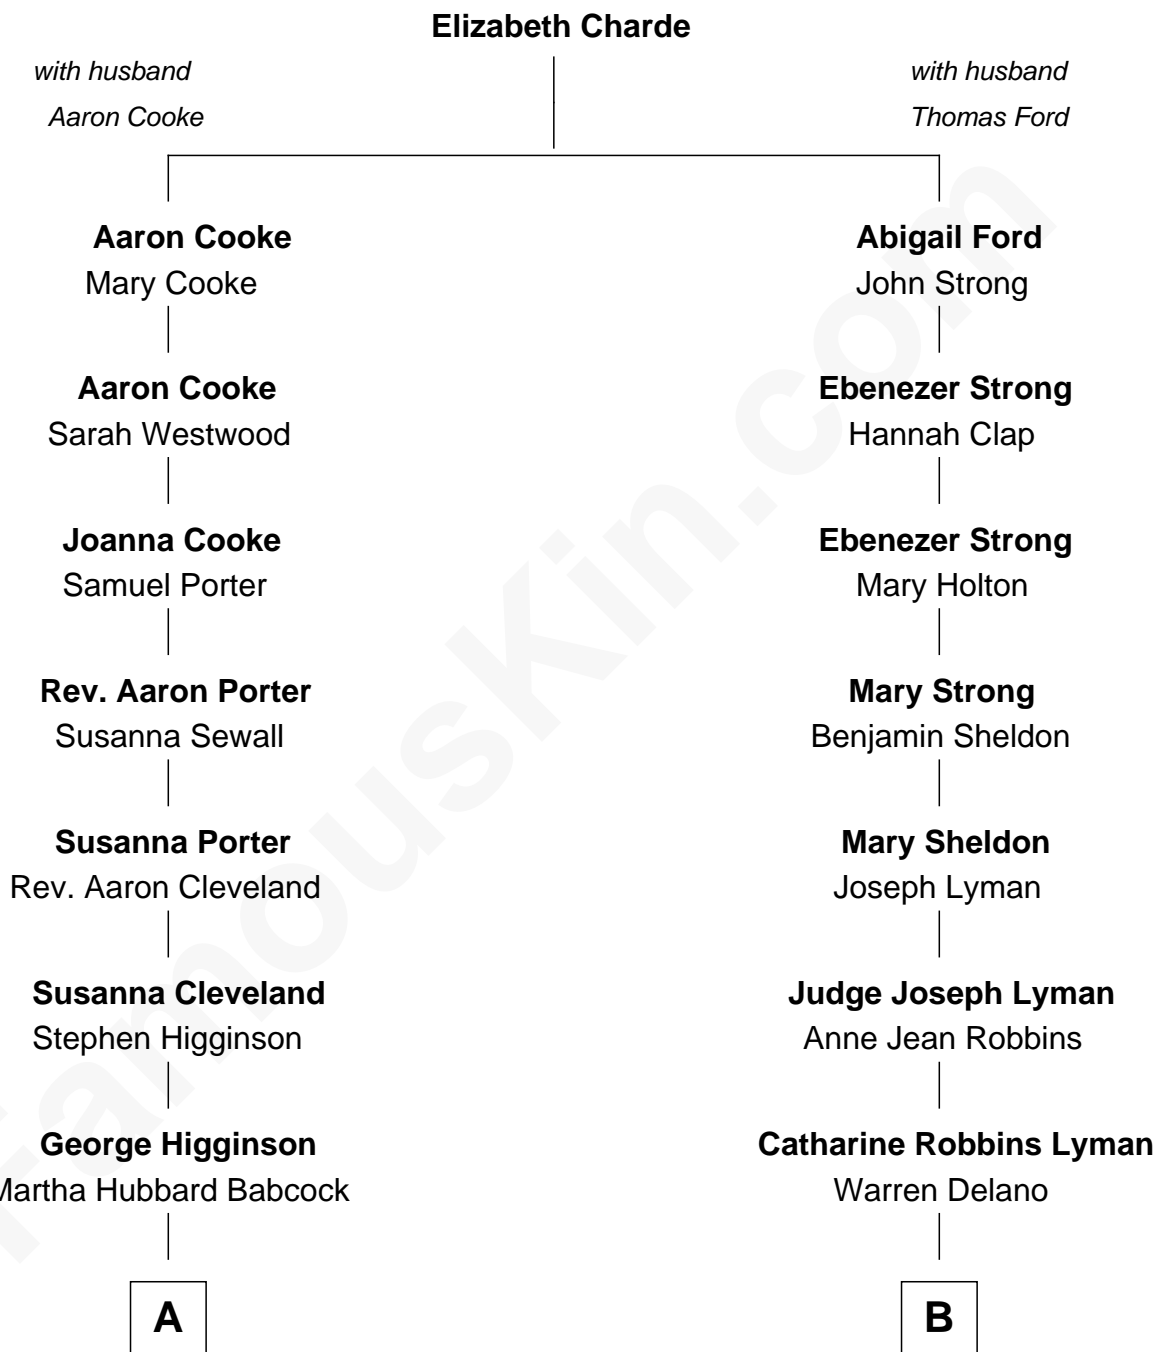 Elizabeth Charde
with husband
Aaron Cooke
with husband
Thomas Ford
Aaron Cooke
Mary Cooke
Aaron Cooke
Sarah Westwood
Joanna Cooke
Samuel Porter
Rev. Aaron Porter
Susanna Sewall
Susanna Porter
Rev. Aaron Cleveland
Susanna Cleveland
Stephen Higginson
George Higginson
Martha Hubbard Babcock
A
Abigail Ford
John Strong
Ebenezer Strong
Hannah Clap
Ebenezer Strong
Mary Holton
Mary Strong
Benjamin Sheldon
Mary Sheldon
Joseph Lyman
Judge Joseph Lyman
Anne Jean Robbins
Catharine Robbins Lyman
Warren Delano
B
FamousKin.com